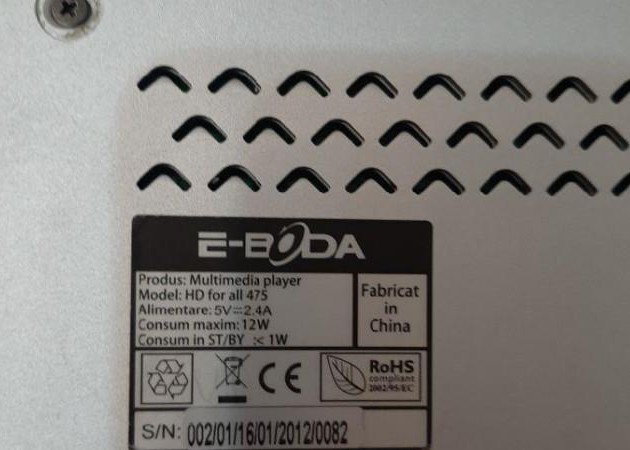 E-BODA
Produs: Multimedia player
Model: HD for all 475
Alimentare: 5V⎓2.4A
Consum maxim: 12W
Consum in ST/BY :< 1W
Fabricat
in
China
CE
RoHS
compliant
2002/95/EC
S/N: 002/01/16/01/2012/0082